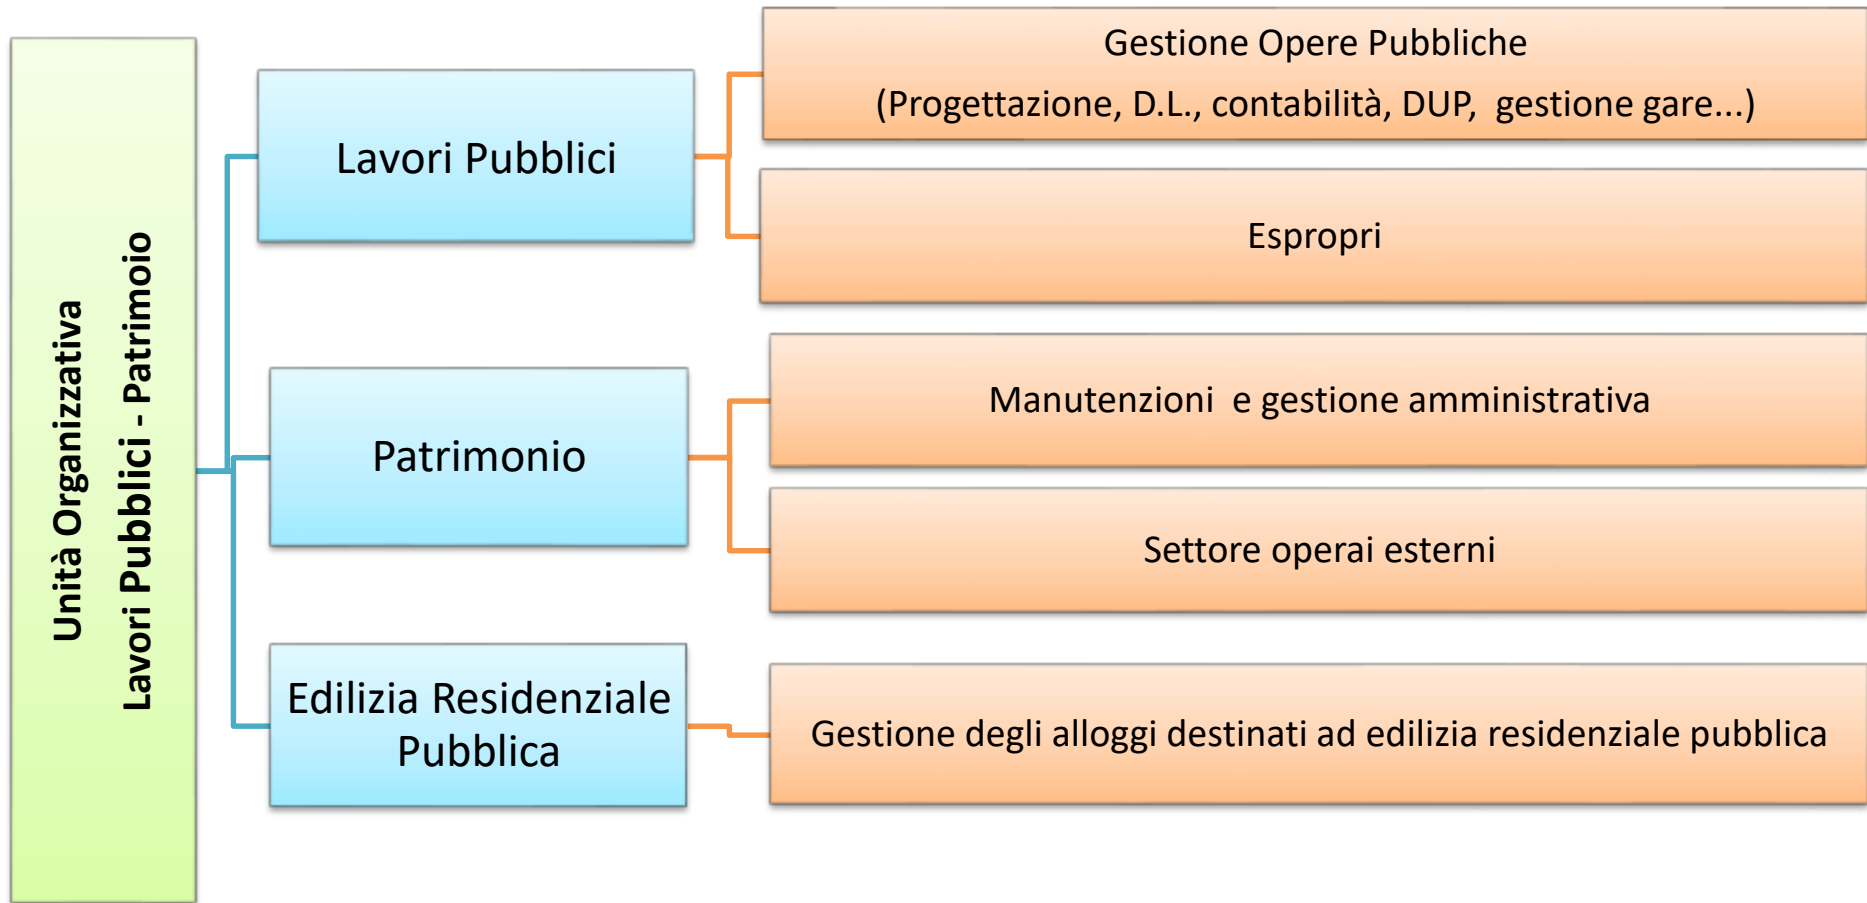 Unità Organizzativa
Lavori Pubblici - Patrimoio
Lavori Pubblici
Gestione Opere Pubbliche
(Progettazione, D.L., contabilità, DUP,  gestione gare...)
Espropri
Patrimonio
Manutenzioni  e gestione amministrativa
Settore operai esterni
Edilizia Residenziale
Pubblica
Gestione degli alloggi destinati ad edilizia residenziale pubblica